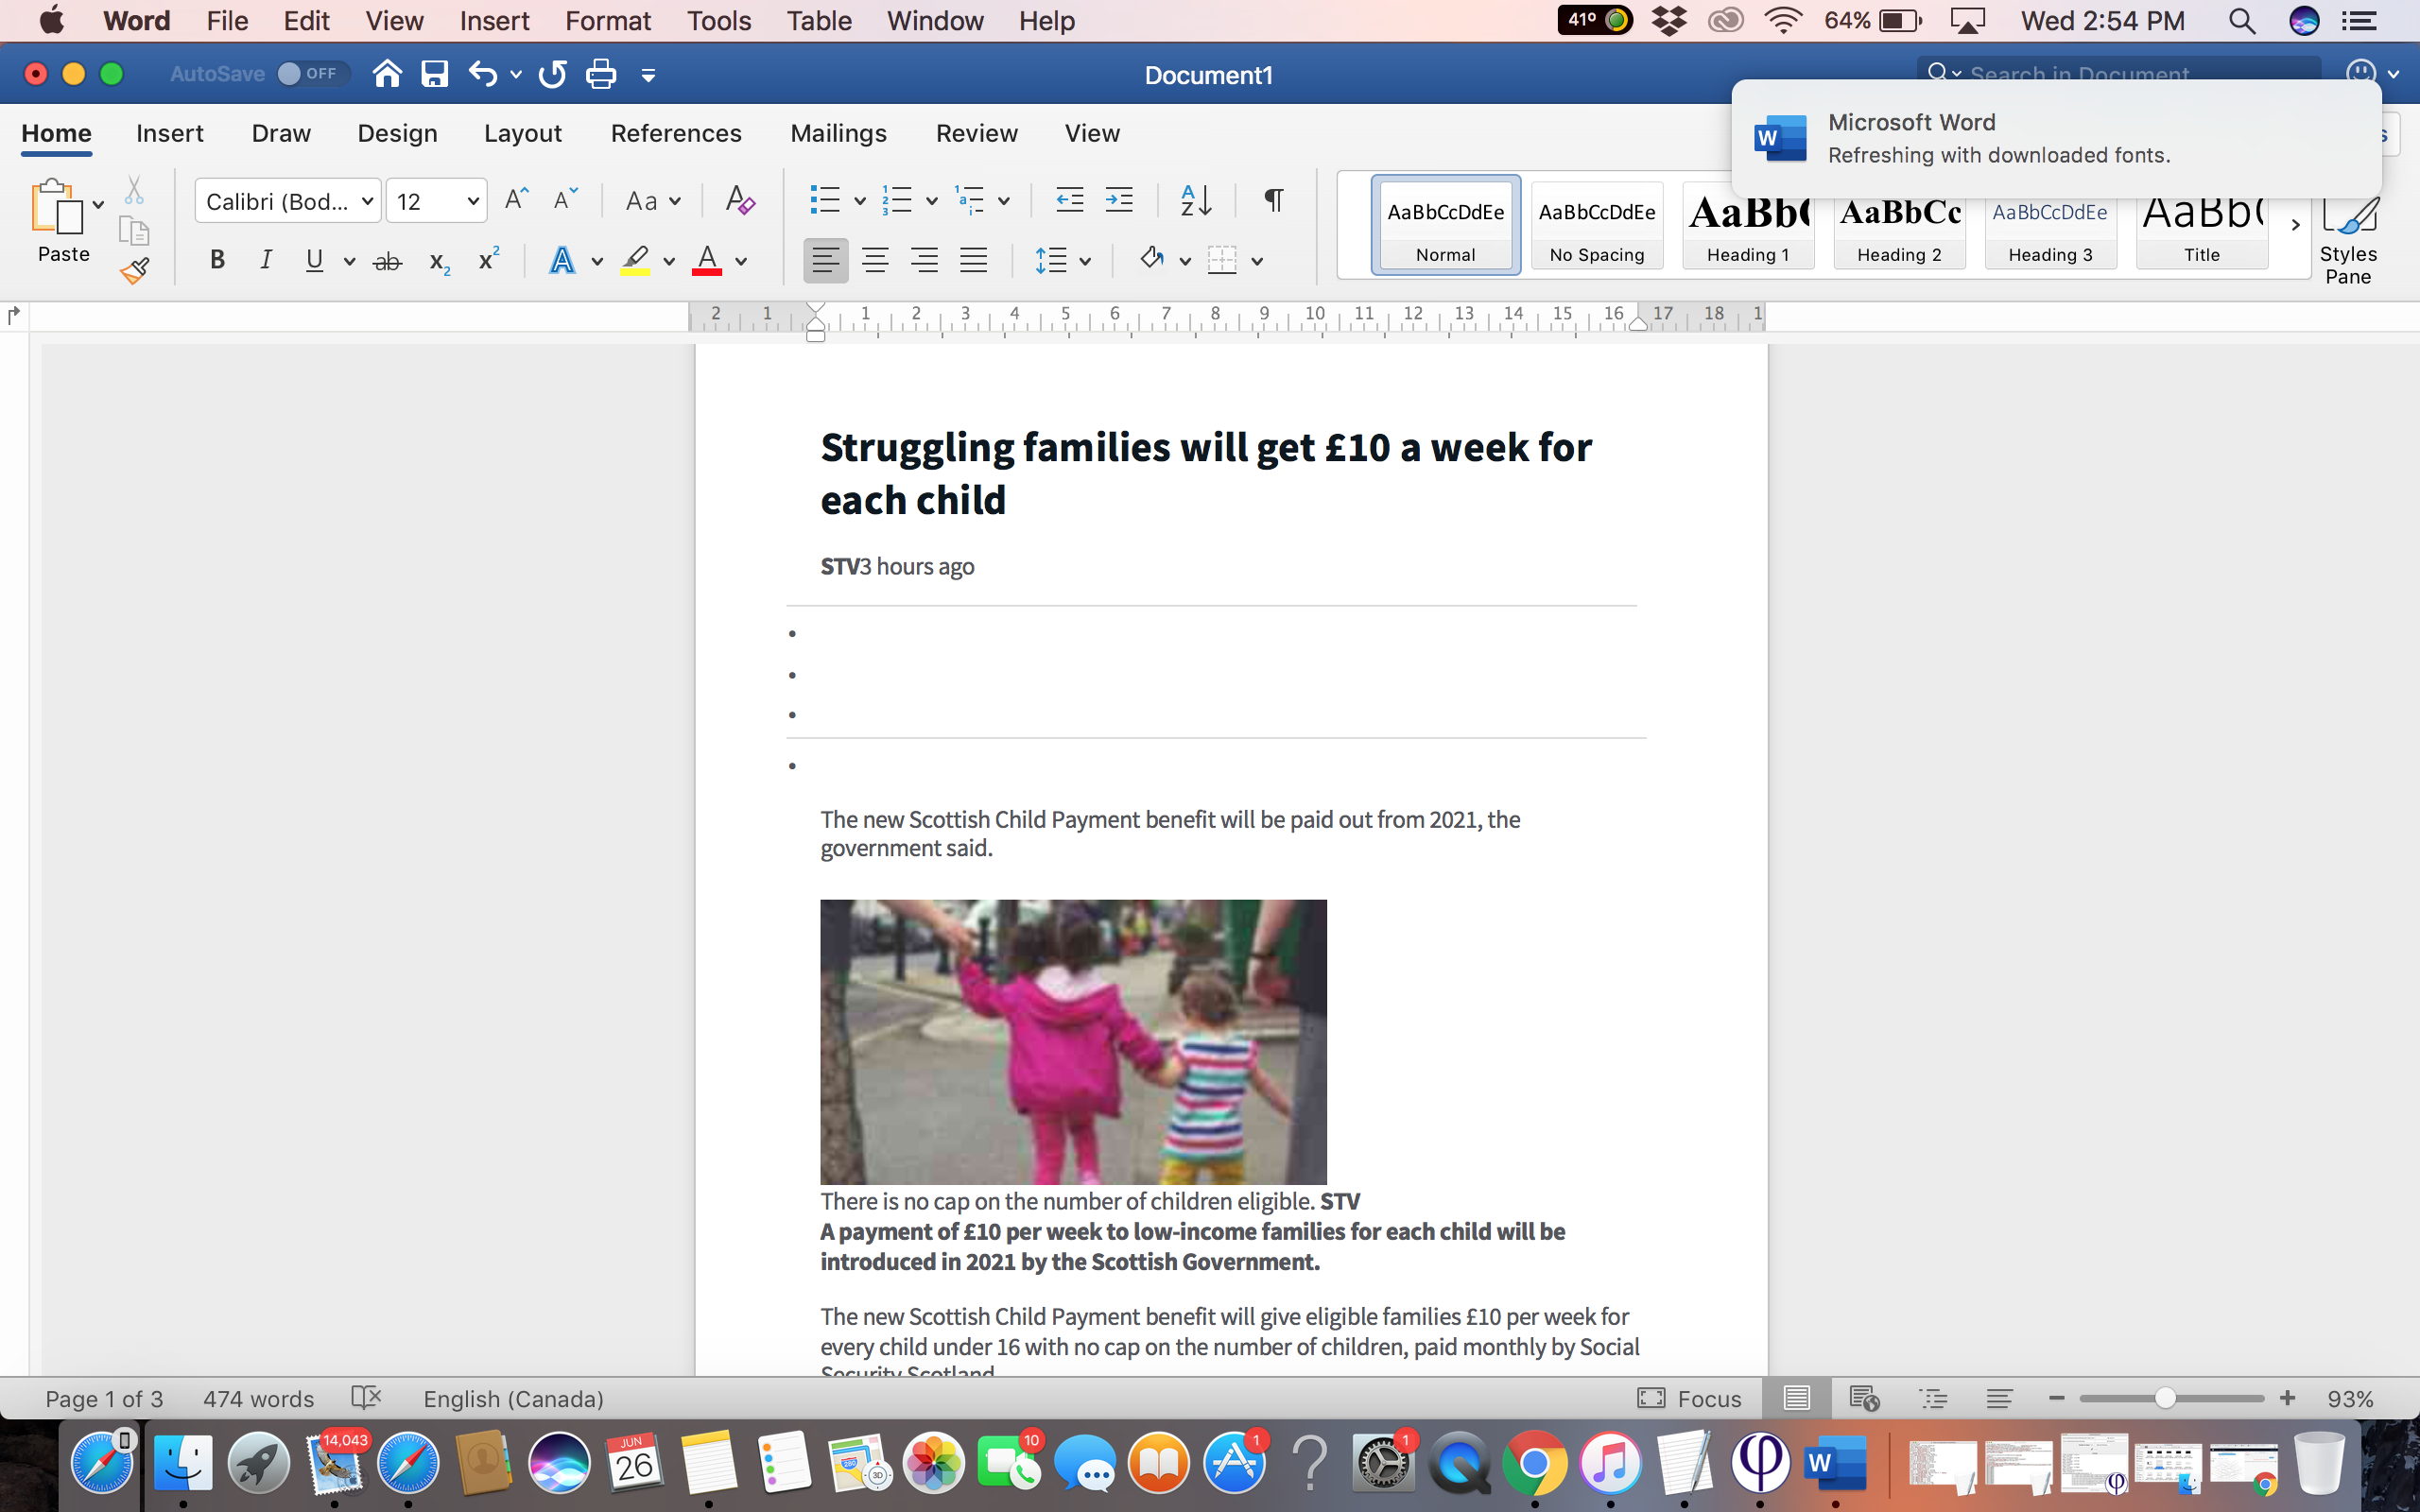 Word File Edit View Insert Format Tools Table Window Help 41° 64% Wed 2:54 PM
AutoSave OFF Document1 Search in Document
Microsoft Word
Refreshing with downloaded fonts.
Home Insert Draw Design Layout References Mailings Review View
Paste Calibri (Bod... 12 Aa
AaBbCcDdEe AaBbCcDdEe AaBb( AaBbCc AaBbCcDdEe AaBb(
Normal No Spacing Heading 1 Heading 2 Heading 3 Title
Styles Pane
2 1 1 2 3 4 5 6 7 8 9 10 11 12 13 14 15 16 17 18 1
Struggling families will get £10 a week for
each child
STV3 hours ago
The new Scottish Child Payment benefit will be paid out from 2021, the
government said.
There is no cap on the number of children eligible. STV
A payment of £10 per week to low-income families for each child will be
introduced in 2021 by the Scottish Government.
The new Scottish Child Payment benefit will give eligible families £10 per week for
every child under 16 with no cap on the number of children, paid monthly by Social
Security Scotland
Page 1 of 3 474 words English (Canada) Focus 93%
14,043 JUN 26 10 1 1